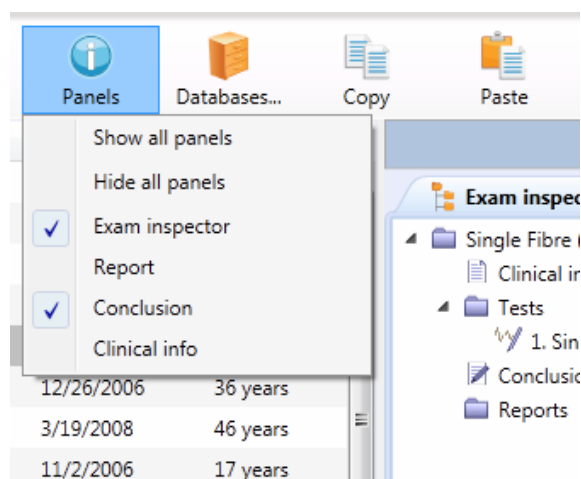 Panels Databases... Copy Paste
Show all panels
Hide all panels
Exam inspector
Report
Conclusion
Clinical info
12/26/2006 36 years
3/19/2008 46 years
11/2/2006 17 years
Exam inspec
Single Fibre (
Clinical in
Tests
1. Sin
Conclusio
Reports